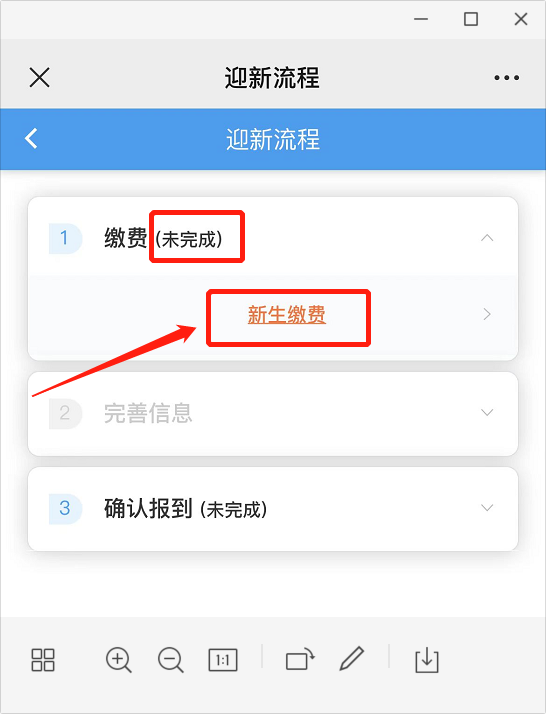 迎新流程
迎新流程
1 缴费 (未完成)
新生缴费
2 完善信息
3 确认报到 (未完成)
1:1